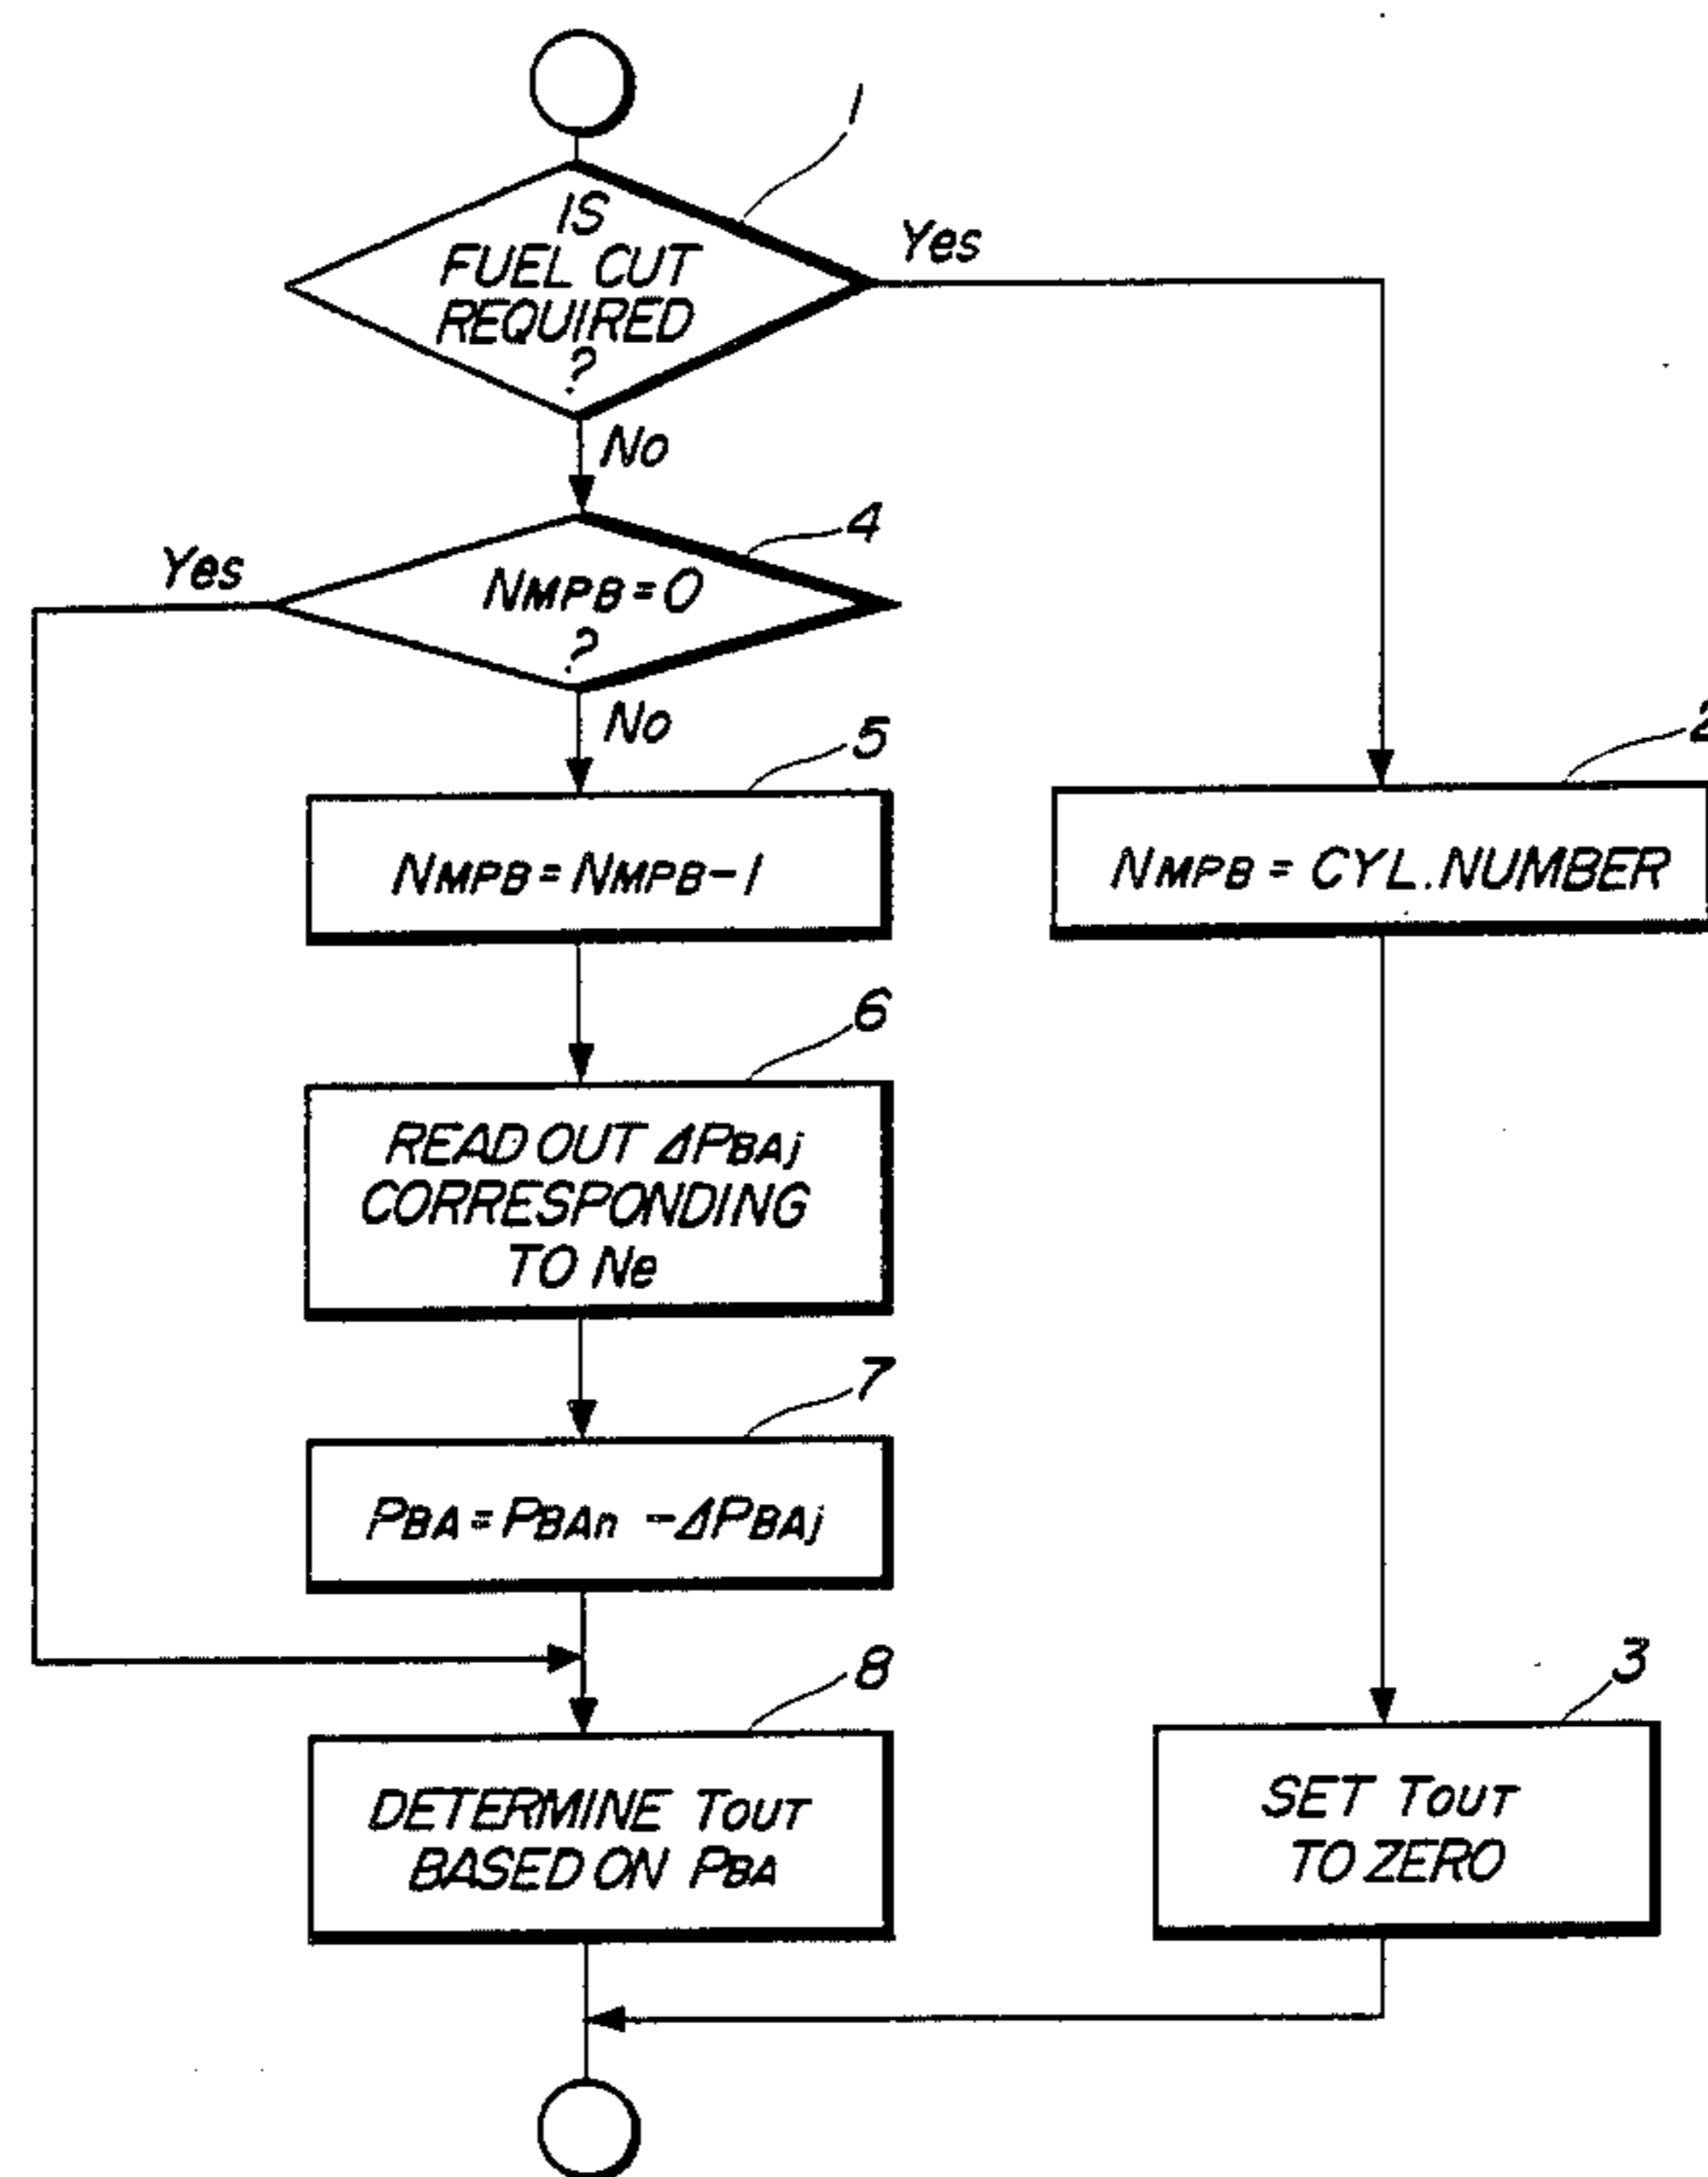 1
IS
FUEL CUT
REQUIRED
?
Yes
No
4
Yes
NMPB=0
?
No
5
2
NMPB=NMPB-1
NMPB = CYL. NUMBER
6
READ OUT ΔPBAj
CORRESPONDING
TO Ne
7
PBA=PBAn -ΔPBAj
8
3
DETERMINE TOUT
BASED ON PBA
SET TOUT
TO ZERO